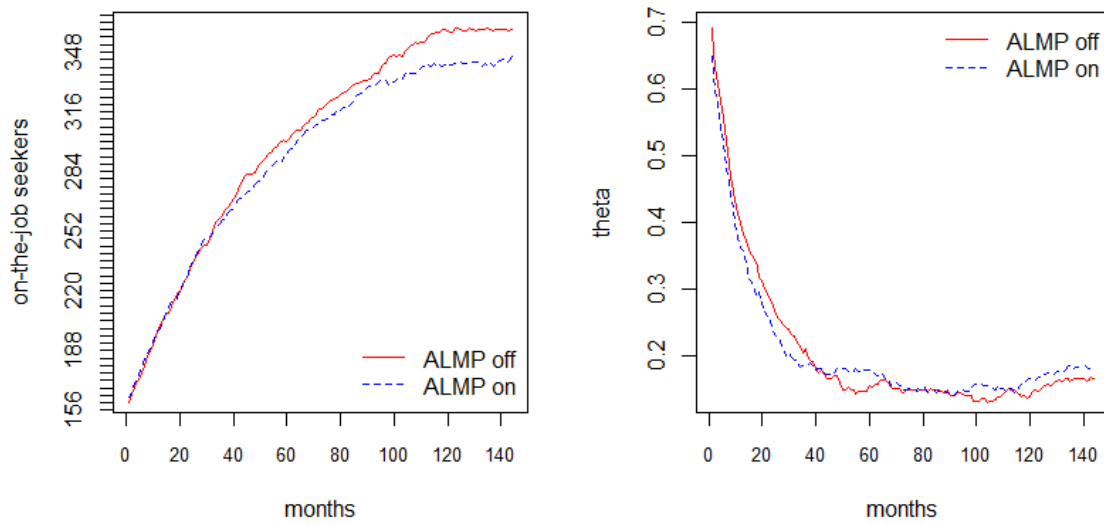 on-the-job seekers
156 188 220 252 284 316 348
ALMP off
ALMP on
0 20 40 60 80 100 120 140
months
theta
0.2 0.3 0.4 0.5 0.6 0.7
ALMP off
ALMP on
0 20 40 60 80 100 120 140
months